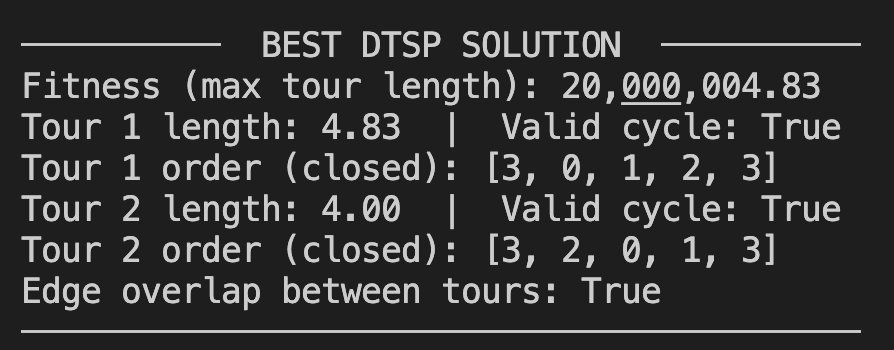 BEST DTSP SOLUTION
Fitness (max tour length): 20,000,004.83
Tour 1 length: 4.83 | Valid cycle: True
Tour 1 order (closed): [3, 0, 1, 2, 3]
Tour 2 length: 4.00 | Valid cycle: True
Tour 2 order (closed): [3, 2, 0, 1, 3]
Edge overlap between tours: True